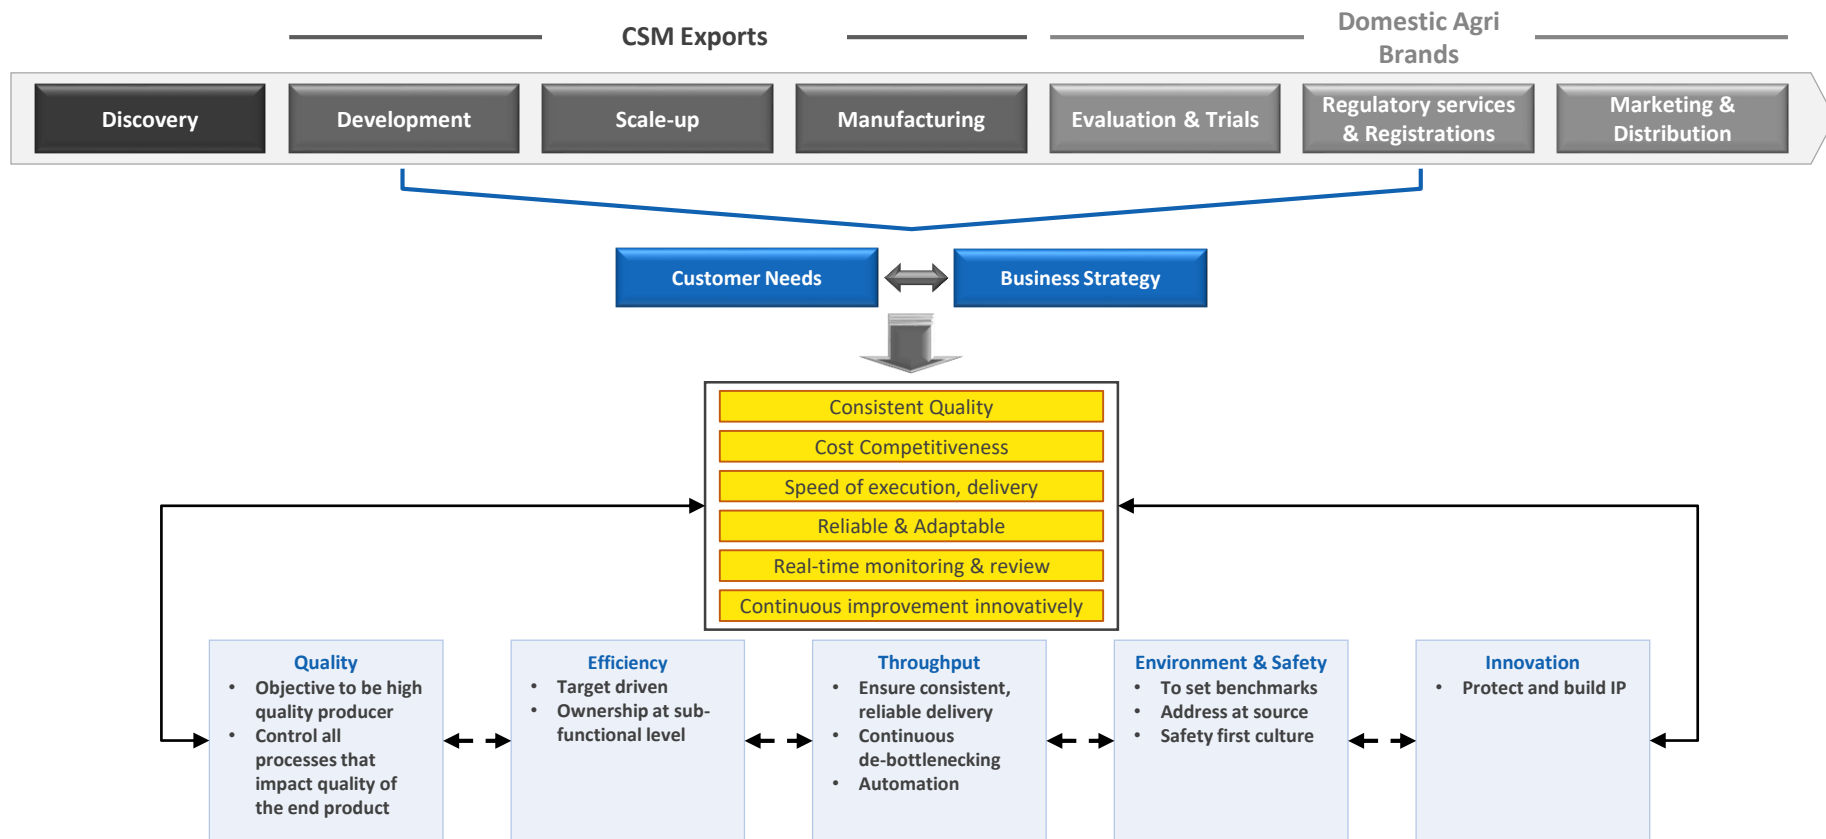 CSM Exports
Domestic Agri
Brands
Discovery
Development
Scale-up
Manufacturing
Evaluation & Trials
Regulatory services
& Registrations
Marketing &
Distribution
Customer Needs
Business Strategy
Consistent Quality
Cost Competitiveness
Speed of execution, delivery
Reliable & Adaptable
Real-time monitoring & review
Continuous improvement innovatively
Quality
• Objective to be high
quality producer
• Control all
processes that
impact quality of
the end product
Efficiency
• Target driven
• Ownership at sub-
functional level
Throughput
• Ensure consistent,
reliable delivery
• Continuous
de-bottlenecking
• Automation
Environment & Safety
• To set benchmarks
• Address at source
• Safety first culture
Innovation
• Protect and build IP